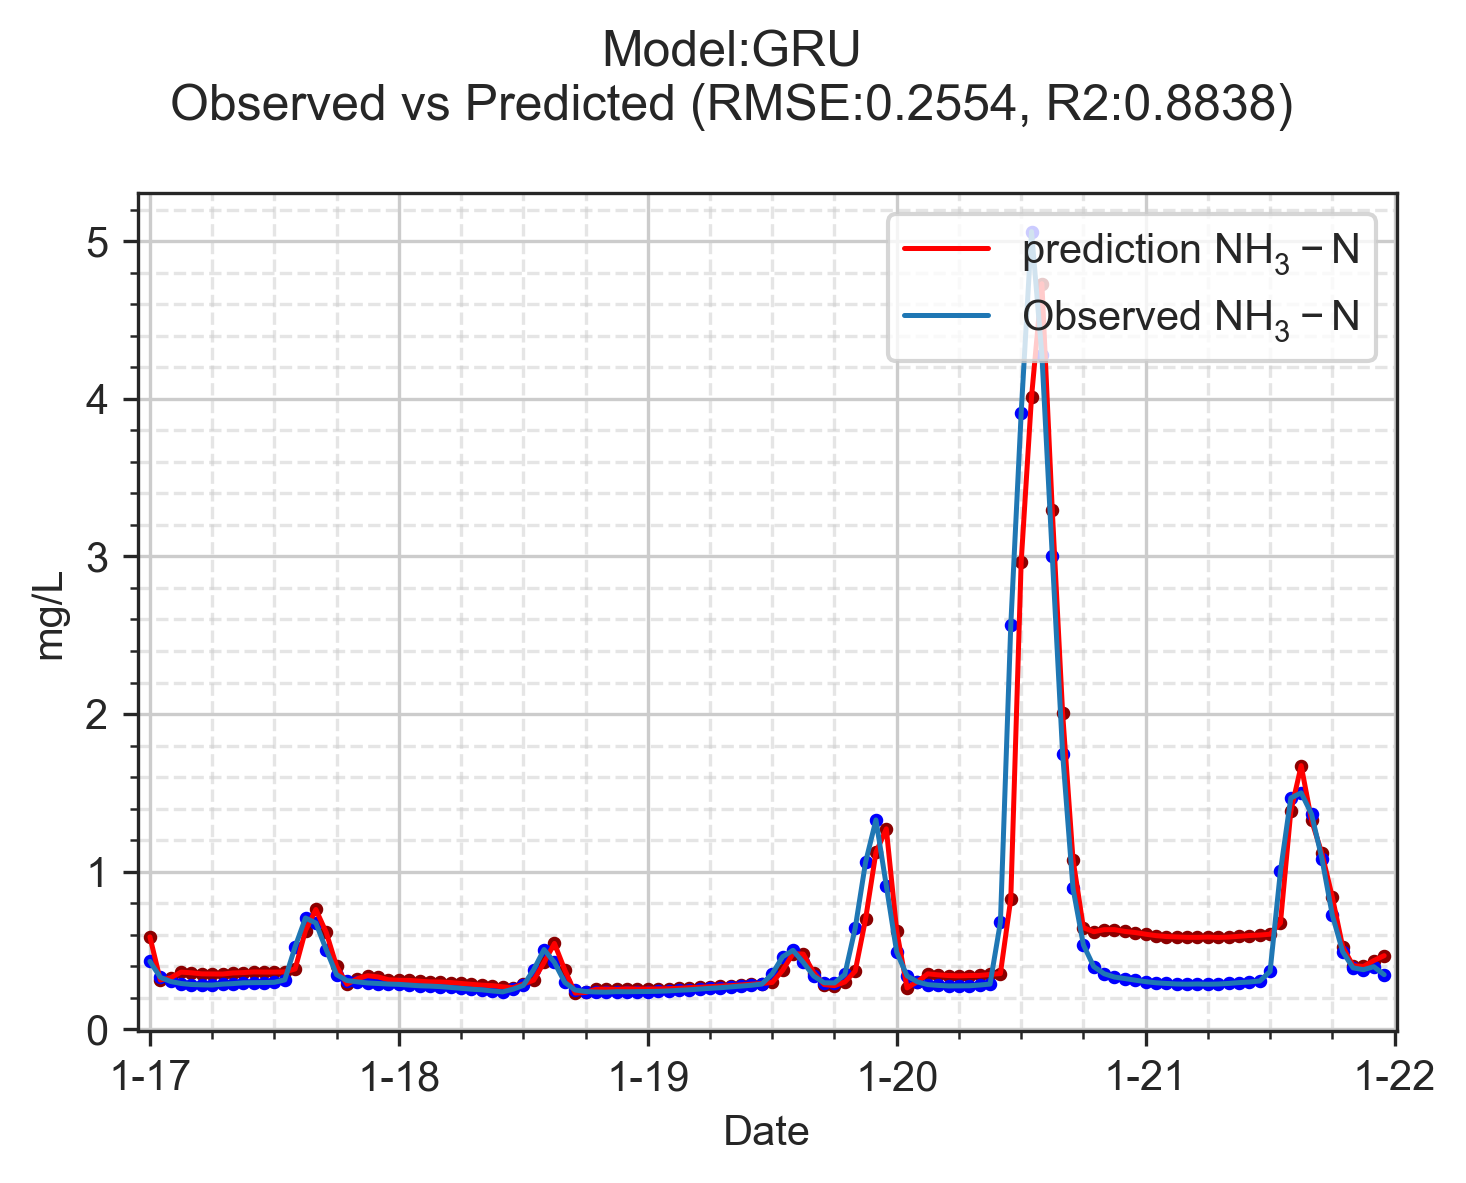 Model:GRU
Observed vs Predicted (RMSE:0.2554, R2:0.8838)
prediction NH₃ − N
Observed NH₃ − N
5
4
3
2
1
0
mg/L
1-17 1-18 1-19 1-20 1-21 1-22
Date